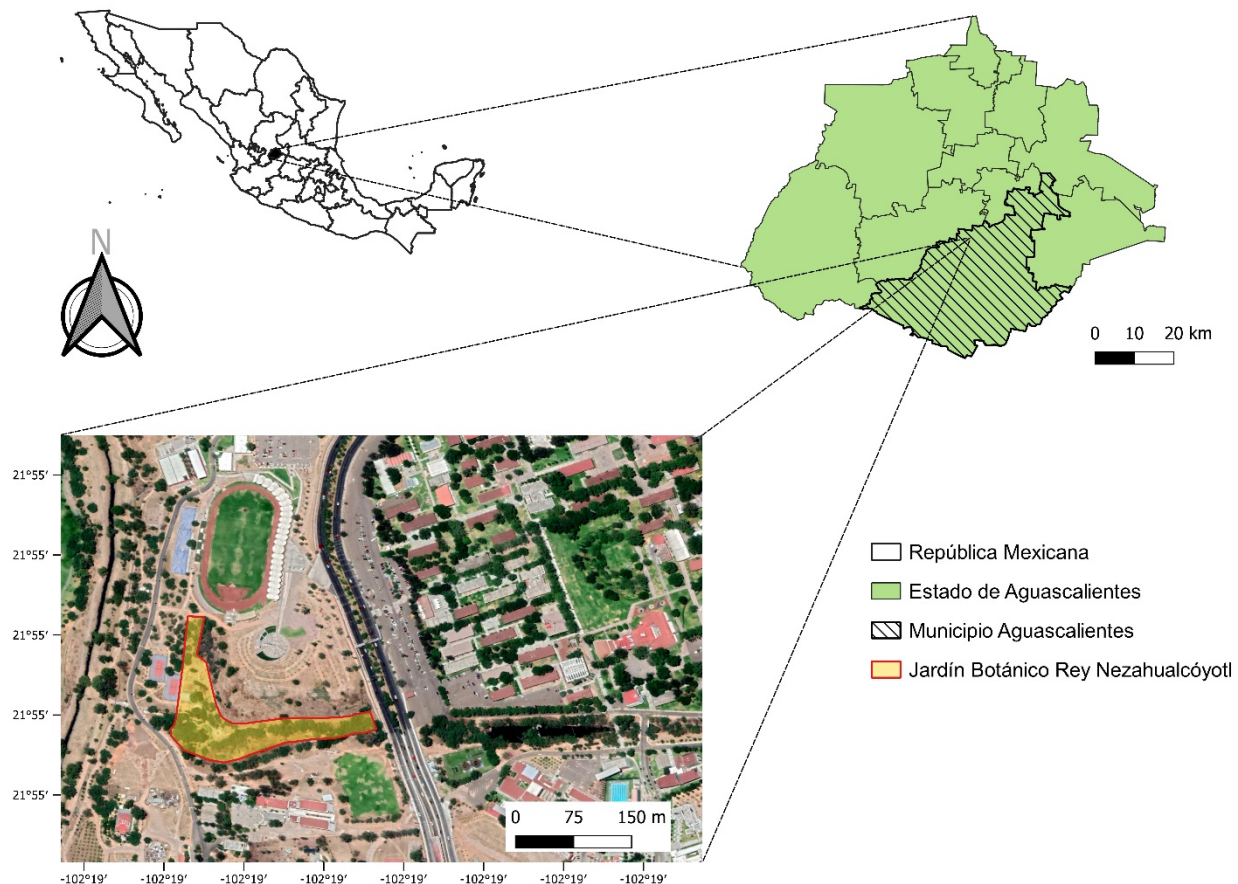 N
0 10 20 km
21°55′
21°55′
21°55′
21°55′
21°55′
República Mexicana
Estado de Aguascalientes
Municipio Aguascalientes
Jardín Botánico Rey Nezahualcóyotl
0 75 150 m
-102°19′ -102°19′ -102°19′ -102°19′ -102°19′ -102°19′ -102°19′ -102°19′